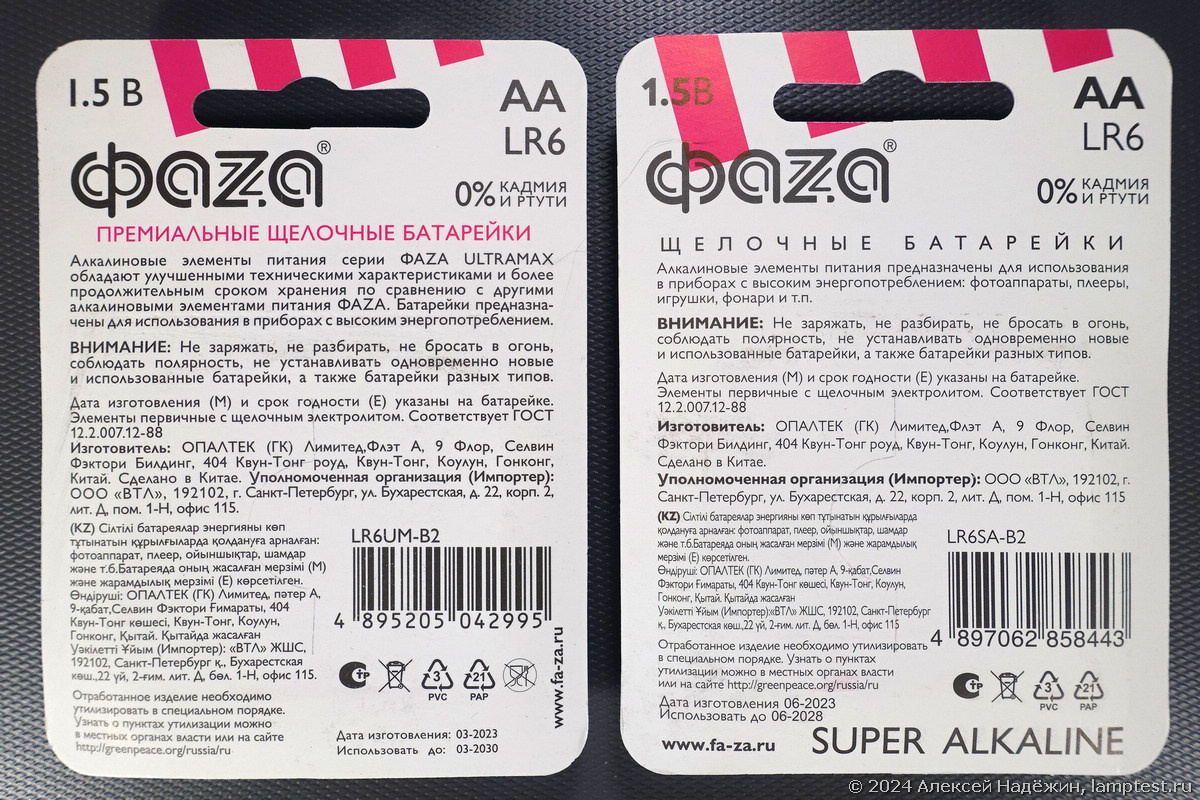 1.5 В
AA
LR6
фаzа®
0% КАДМИЯ
И РТУТИ
ПРЕМИАЛЬНЫЕ ЩЕЛОЧНЫЕ БАТАРЕЙКИ
Алкалиновые элементы питания серии ФАZА ULTRAMAX
обладают улучшенными техническими характеристиками и более
продолжительным сроком хранения по сравнению с другими
алкалиновыми элементами питания ФАZА. Батарейки предназна-
чены для использования в приборах с высоким энергопотреблением.
ВНИМАНИЕ: Не заряжать, не разбирать, не бросать в огонь,
соблюдать полярность, не устанавливать одновременно новые
и использованные батарейки, а также батарейки разных типов.
Дата изготовления (М) и срок годности (Е) указаны на батарейке.
Элементы первичные с щелочным электролитом. Соответствует ГОСТ
12.2.007.12-88
Изготовитель: ОПАЛТЕК (ГК) Лимитед,Флэт А, 9 Флор, Селвин
Фэктори Билдинг, 404 Квун-Тонг роуд, Квун-Тонг, Коулун, Гонконг,
Китай. Сделано в Китае. Уполномоченная организация (Импортер):
ООО «ВТЛ», 192102, г. Санкт-Петербург, ул. Бухарестская, д. 22, корп. 2,
лит. Д, пом. 1-Н, офис 115.
(KZ) Сілтілі батареялар энергияны көп
тұтынатын құрылғыларда қолдануға арналған:
фотоаппарат, плеер, ойыншықтар, шамдар
және т.б.Батареяда оның жасалған мерзімі (М)
және жарамдылық мерзімі (Е) көрсетілген.
Өндіруші: ОПАЛТЕК (ГК) Лимитед, пәтер А,
9-қабат,Селвин Фэктори Ғимараты, 404
Квун-Тонг көшесі, Квун-Тонг, Коулун,
Гонконг, Қытай. Қытайда жасалған
Уәкілетті Ұйым (Импортер): «ВТЛ» ЖШС,
192102, Санкт-Петербург қ., Бухарестская
көш.,22 үй, 2-ғим. лит. Д, бөл. 1-Н, офис 115.
Отработанное изделие необходимо
утилизировать в специальном порядке.
Узнать о пунктах утилизации можно
в местных органах власти или на сайте
http://greenpeace.org/russia/ru
LR6UM-B2
4 895205 042995
ТР
3
PVC
21
PAP
Дата изготовления: 03-2023
Использовать до: 03-2030
www.fa-za.ru
1.5В
AA
LR6
фаzа®
0% КАДМИЯ
И РТУТИ
ЩЕЛОЧНЫЕ БАТАРЕЙКИ
Алкалиновые элементы питания предназначены для использования
в приборах с высоким энергопотреблением: фотоаппараты, плееры,
игрушки, фонари и т.п.
ВНИМАНИЕ: Не заряжать, не разбирать, не бросать в огонь,
соблюдать полярность, не устанавливать одновременно новые
и использованные батарейки, а также батарейки разных типов.
Дата изготовления (М) и срок годности (Е) указаны на батарейке.
Элементы первичные с щелочным электролитом. Соответствует ГОСТ
12.2.007.12-88
Изготовитель: ОПАЛТЕК (ГК) Лимитед,Флэт А, 9 Флор, Селвин
Фэктори Билдинг, 404 Квун-Тонг роуд, Квун-Тонг, Коулун, Гонконг, Китай.
Сделано в Китае.
Уполномоченная организация (Импортер): ООО «ВТЛ», 192102, г.
Санкт-Петербург, ул. Бухарестская, д. 22, корп. 2, лит. Д, пом. 1-Н, офис 115
(KZ) Сілтілі батареялар энергияны көп тұтынатын құрылғыларда
қолдануға арналған: фотоаппарат, плеер, ойыншықтар, шамдар
және т.б.Батареяда оның жасалған мерзімі (М) және жарамдылық
мерзімі (Е) көрсетілген.
Өндіруші: ОПАЛТЕК (ГК) Лимитед, пәтер А, 9-қабат,Селвин
Фэктори Ғимараты, 404 Квун-Тонг көшесі, Квун-Тонг, Коулун,
Гонконг, Қытай. Қытайда жасалған
Уәкілетті Ұйым (Импортер):«ВТЛ» ЖШС, 192102, Санкт-Петербург
қ., Бухарестская көш.,22 үй, 2-ғим. лит. Д, бөл. 1-Н, офис 115
Отработанное изделие необходимо утилизировать
в специальном порядке. Узнать о пунктах
утилизации можно в местных органах власти
или на сайте http://greenpeace.org/russia/ru
Дата изготовления 06-2023
Использовать до 06-2028
LR6SA-B2
4 897062 858443
ТР
3
PVC
21
PAP
www.fa-za.ru
SUPER ALKALINE
© 2024 Алексей Надёжин, lamptest.ru